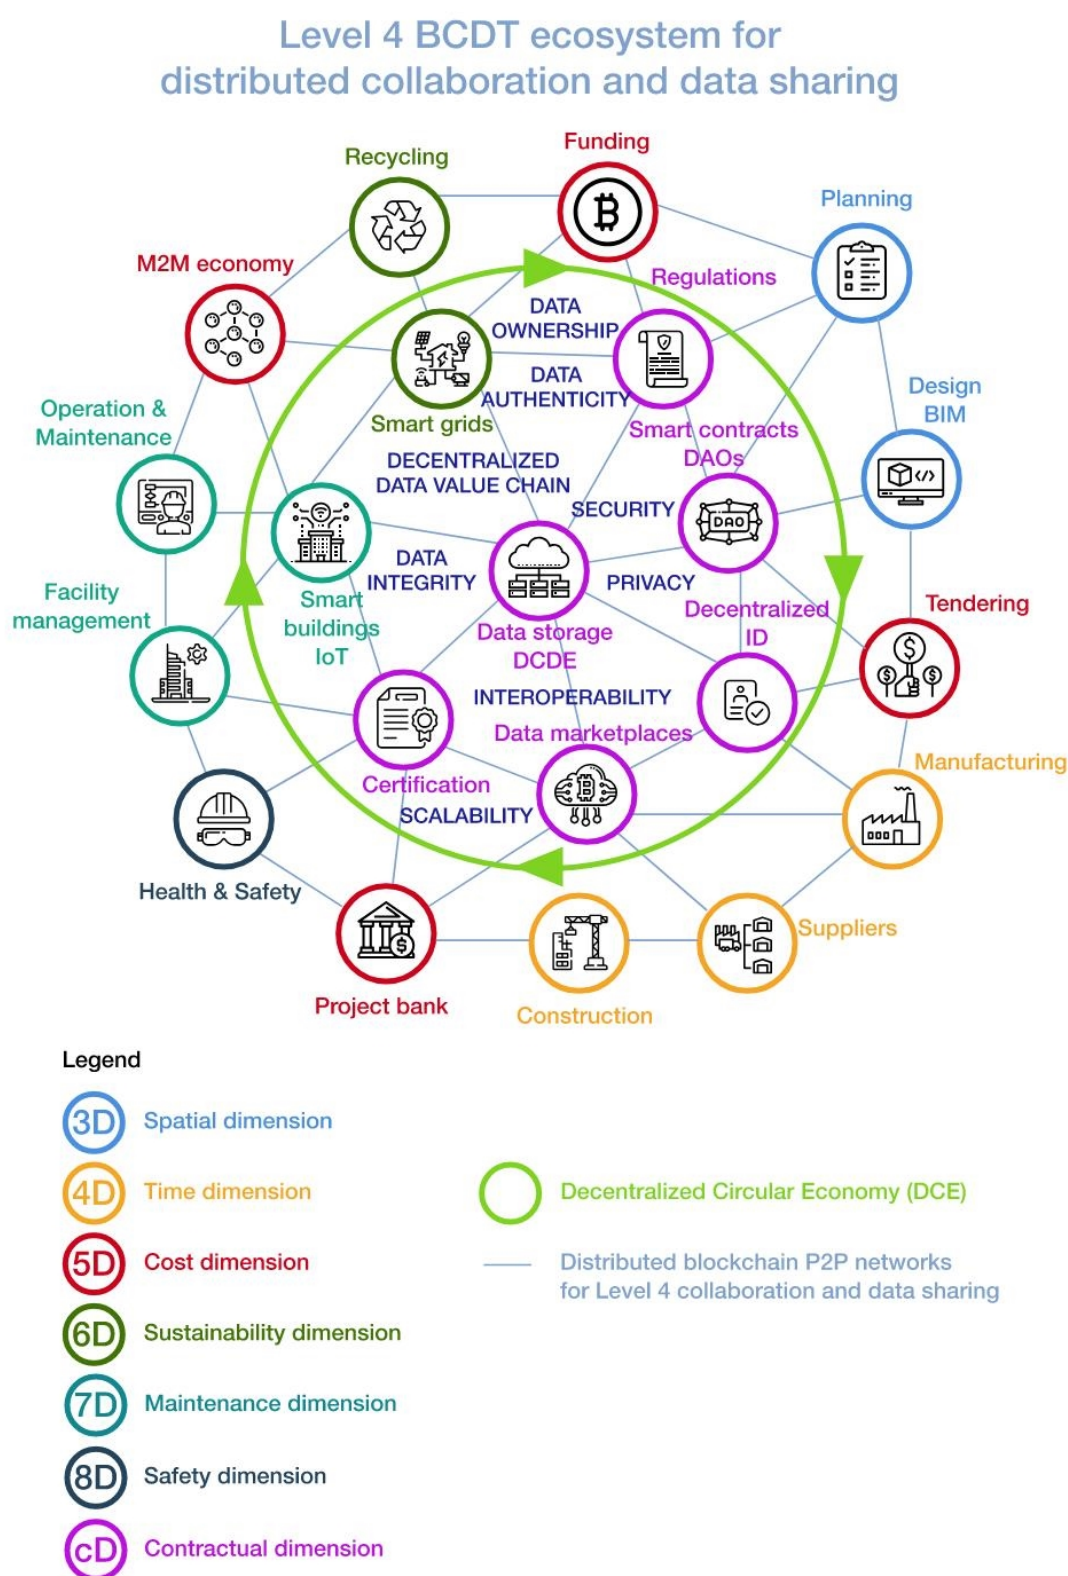 Level 4 BCDT ecosystem for
distributed collaboration and data sharing
Funding
Recycling
Planning
M2M economy
Regulations
DATA
OWNERSHIP
DATA
AUTHENTICITY
Design
BIM
Operation &
Maintenance
Smart grids
Smart contracts
DAOs
DECENTRALIZED
DATA VALUE CHAIN
SECURITY
DAO
DATA
INTEGRITY
PRIVACY
Facility
management
Smart
buildings
IoT
Decentralized
ID
Tendering
Data storage
DCDE
INTEROPERABILITY
Data marketplaces
Manufacturing
Certification
SCALABILITY
Health & Safety
Suppliers
Project bank
Construction
Legend
3D Spatial dimension
4D Time dimension
Decentralized Circular Economy (DCE)
5D Cost dimension
Distributed blockchain P2P networks
for Level 4 collaboration and data sharing
6D Sustainability dimension
7D Maintenance dimension
8D Safety dimension
cD Contractual dimension